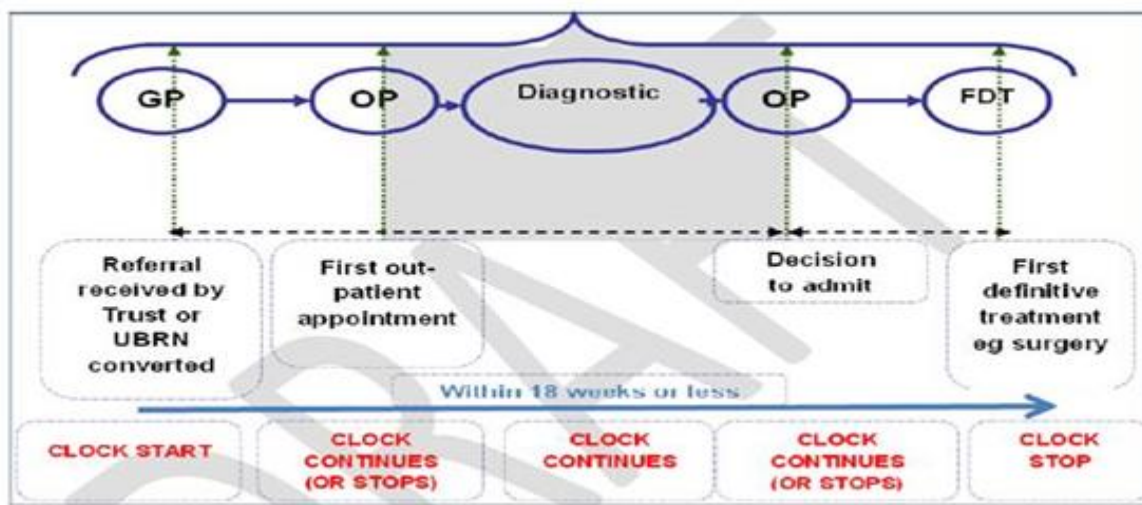 GP
OP
Diagnostic
OP
FDT
Referral
received by
Trust or
UBRN
converted
First out-
patient
appointment
Decision
to admit
First
definitive
treatment
eg surgery
Within 18 weeks or less
CLOCK START
CLOCK
CONTINUES
(OR STOPS)
CLOCK
CONTINUES
CLOCK
CONTINUES
(OR STOPS)
CLOCK
STOP
DRAFT